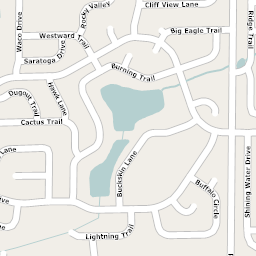 Cliff View Lane
Rocky Valley
Waco Drive
Westward Trail
Saratoga Drive
Big Eagle Trail
Ridge Trail
Burning Trail
Dugout Trail
Hawk Lane
Cactus Trail
Lane
Buckskin Lane
Buffalo Circle
Shining Water Drive
Lightning Trail